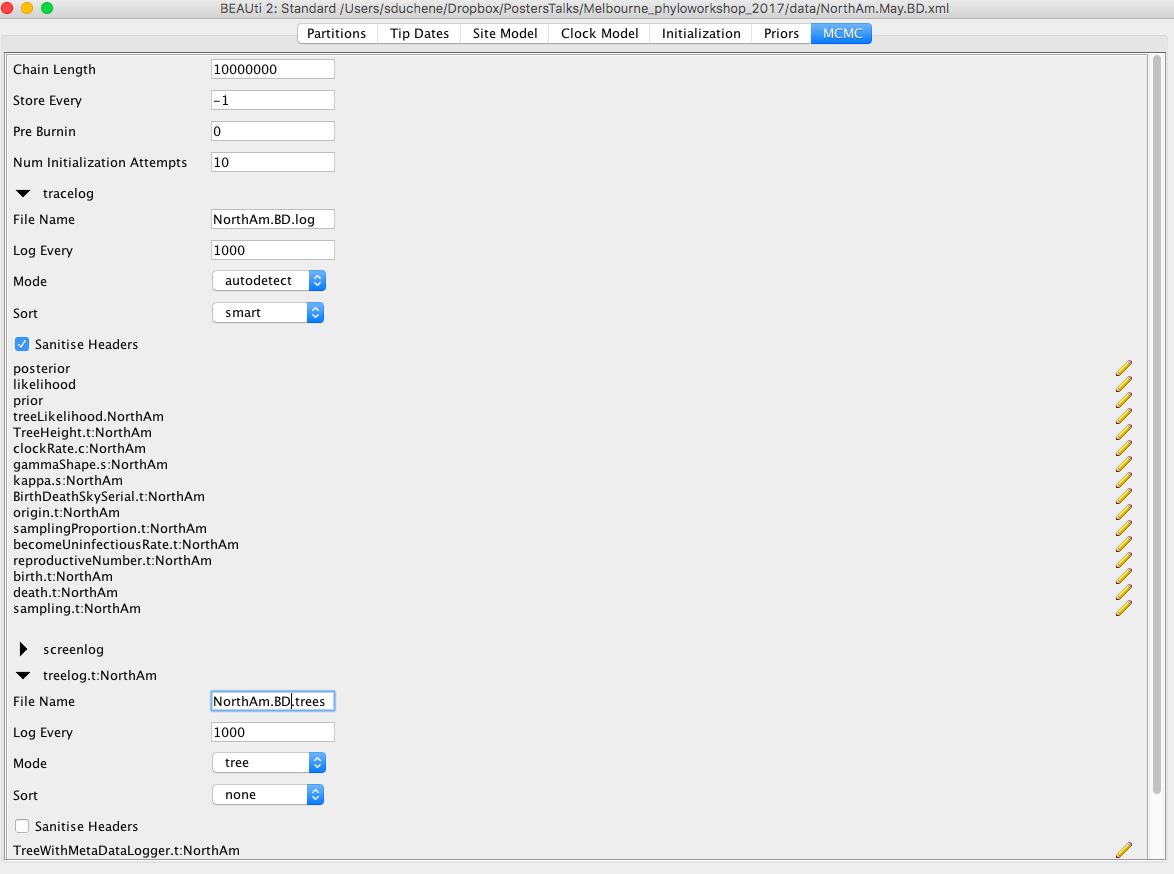 BEAUti 2: Standard /Users/sduchene/Dropbox/PostersTalks/Melbourne_phyloworkshop_2017/data/NorthAm.May.BD.xml
Partitions Tip Dates Site Model Clock Model Initialization Priors MCMC
Chain Length 10000000
Store Every -1
Pre Burnin 0
Num Initialization Attempts 10
tracelog
File Name NorthAm.BD.log
Log Every 1000
Mode autodetect
Sort smart
Sanitise Headers
posterior
likelihood
prior
treeLikelihood.NorthAm
TreeHeight.t:NorthAm
clockRate.c:NorthAm
gammaShape.s:NorthAm
kappa.s:NorthAm
BirthDeathSkySerial.t:NorthAm
origin.t:NorthAm
samplingProportion.t:NorthAm
becomeUninfectiousRate.t:NorthAm
reproductiveNumber.t:NorthAm
birth.t:NorthAm
death.t:NorthAm
sampling.t:NorthAm
screenlog
treelog.t:NorthAm
File Name NorthAm.BD.trees
Log Every 1000
Mode tree
Sort none
Sanitise Headers
TreeWithMetaDataLogger.t:NorthAm